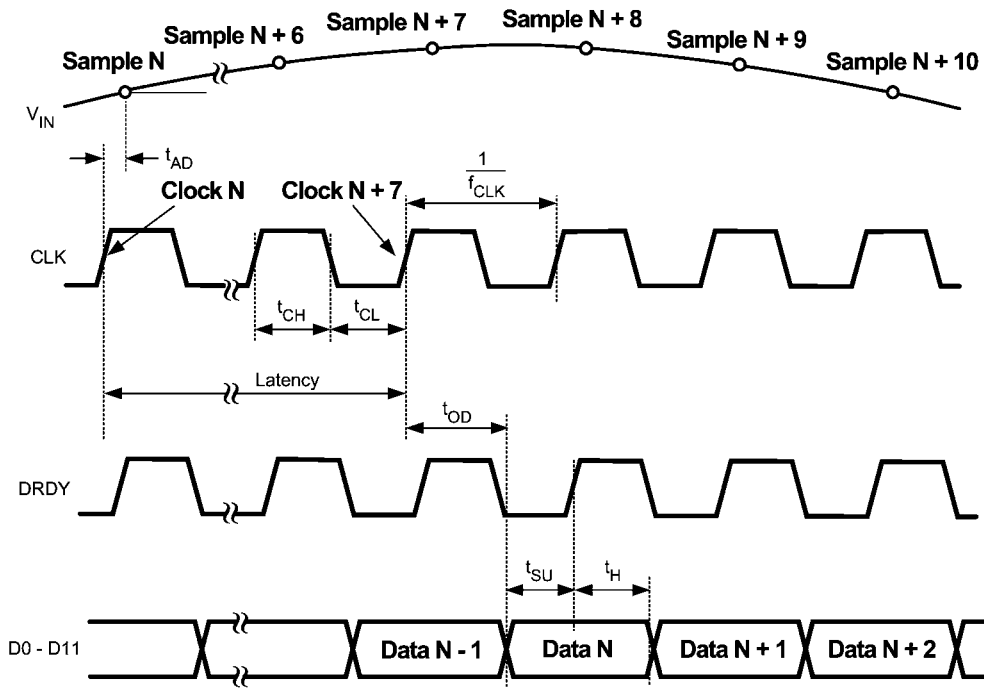 Sample N
Sample N + 6
Sample N + 7
Sample N + 8
Sample N + 9
Sample N + 10
VIN
tAD
Clock N
Clock N + 7
1
fCLK
CLK
tCH
tCL
Latency
tOD
DRDY
tSU
tH
D0 - D11
Data N - 1
Data N
Data N + 1
Data N + 2